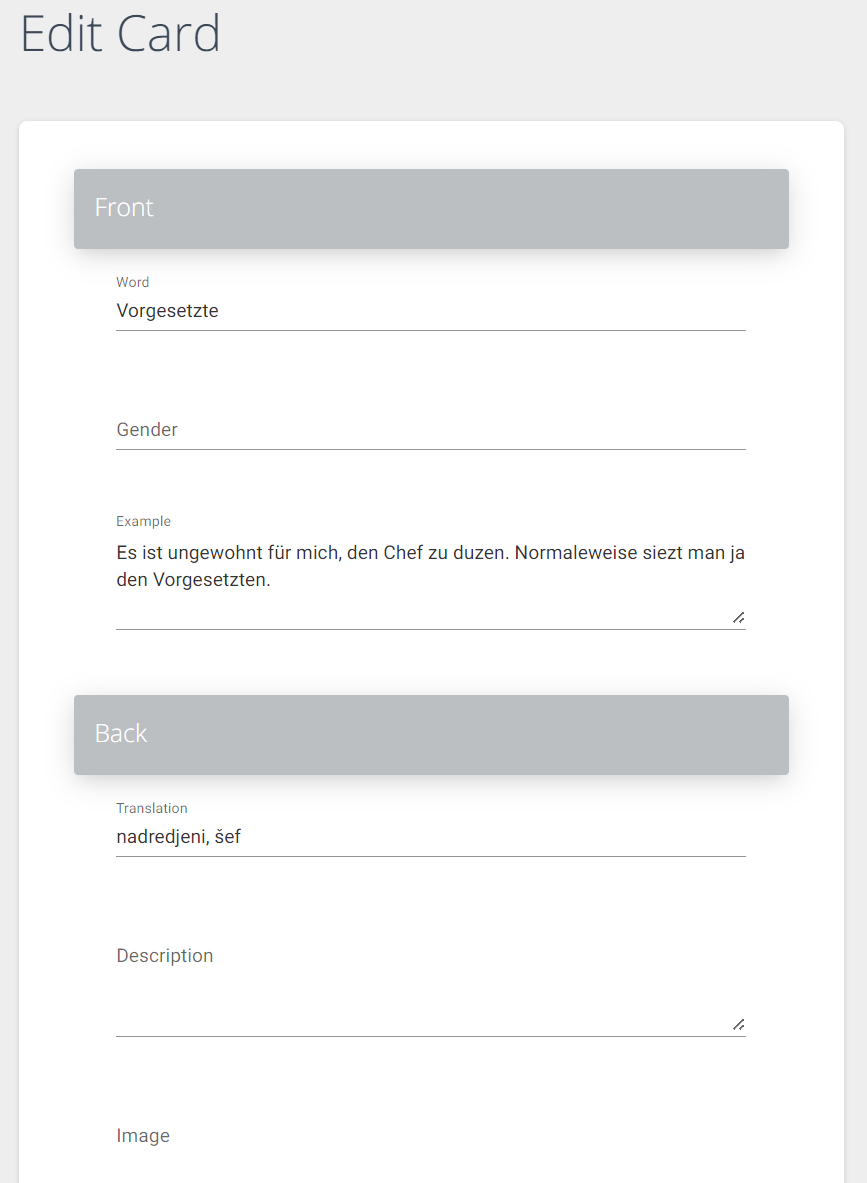 Edit Card
Front
Word
Vorgesetzte
Gender
Example
Es ist ungewohnt für mich, den Chef zu duzen. Normaleweise siezt man ja
den Vorgesetzten.
Back
Translation
nadredjeni, šef
Description
Image